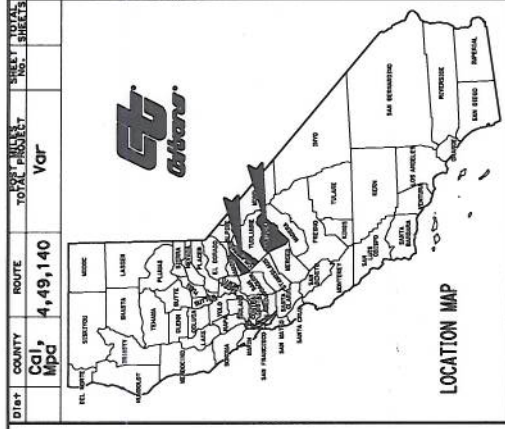 Dist COUNTY ROUTE POST MILES TOTAL PROJECT SHEET No. TOTAL SHEETS
Cal, Mpa 4,49,140 Var
ct
Caltrans
DEL NORTE
SISKIYOU
MODOC
HUMBOLDT
TRINITY
SHASTA
LASSEN
TEHAMA
PLUMAS
MENDOCINO
GLENN
BUTTE
SIERRA
COLUSA
LAKE
PLACER
YOLO
EL DORADO
SONOMA
NAPA
MARIN
TUOLUMNE
SAN FRANCISCO
SAN MATEO
SANTA CRUZ
MERCED
MADERA
FRESNO
INYO
MONTEREY
KINGS
TULARE
SAN LUIS OBISPO
KERN
SAN BERNARDINO
SANTA BARBARA
VENTURA
LOS ANGELES
ORANGE
RIVERSIDE
SAN DIEGO
IMPERIAL
LOCATION MAP